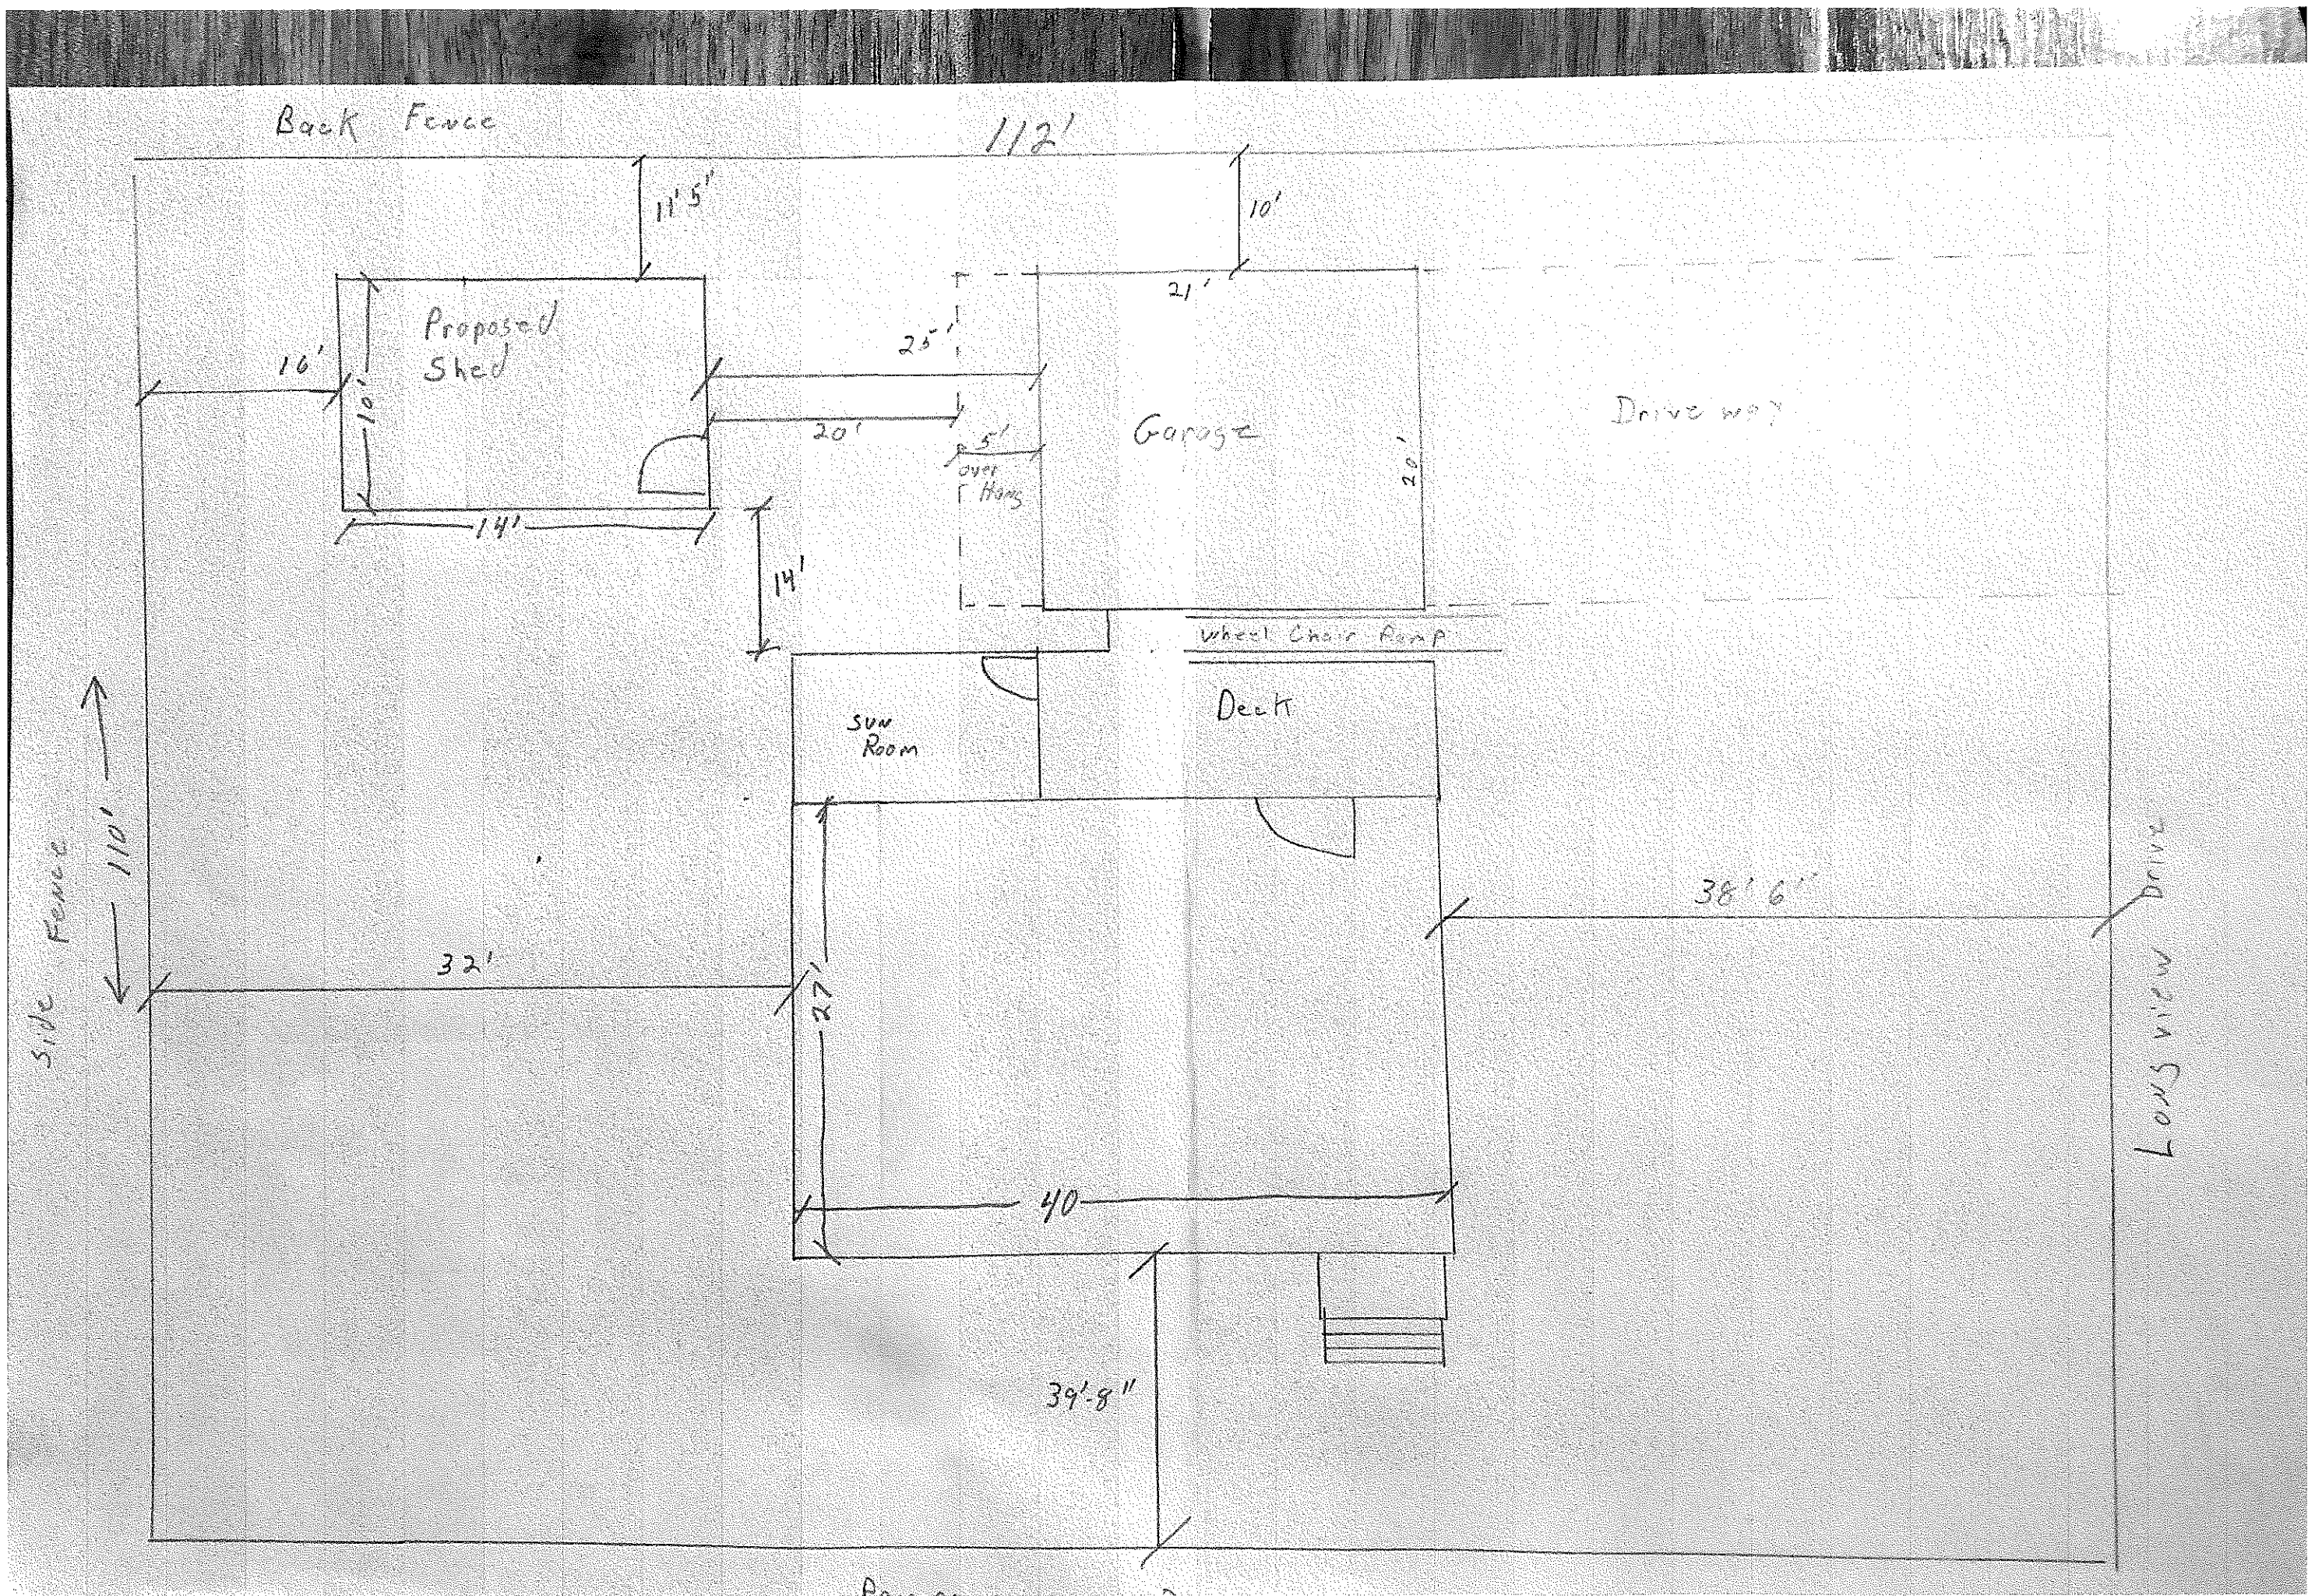 Back Fence
112'
11' 5"
10'
21'
Proposed
Shed
25'
16'
10'
20'
5'
over
Hang
Garage
20'
Drive way
14'
14'
Wheel Chair Ramp
Sun
Room
Deck
Side Fence
110'
32'
27'
38' 6"
Longview Drive
40
39'-8"